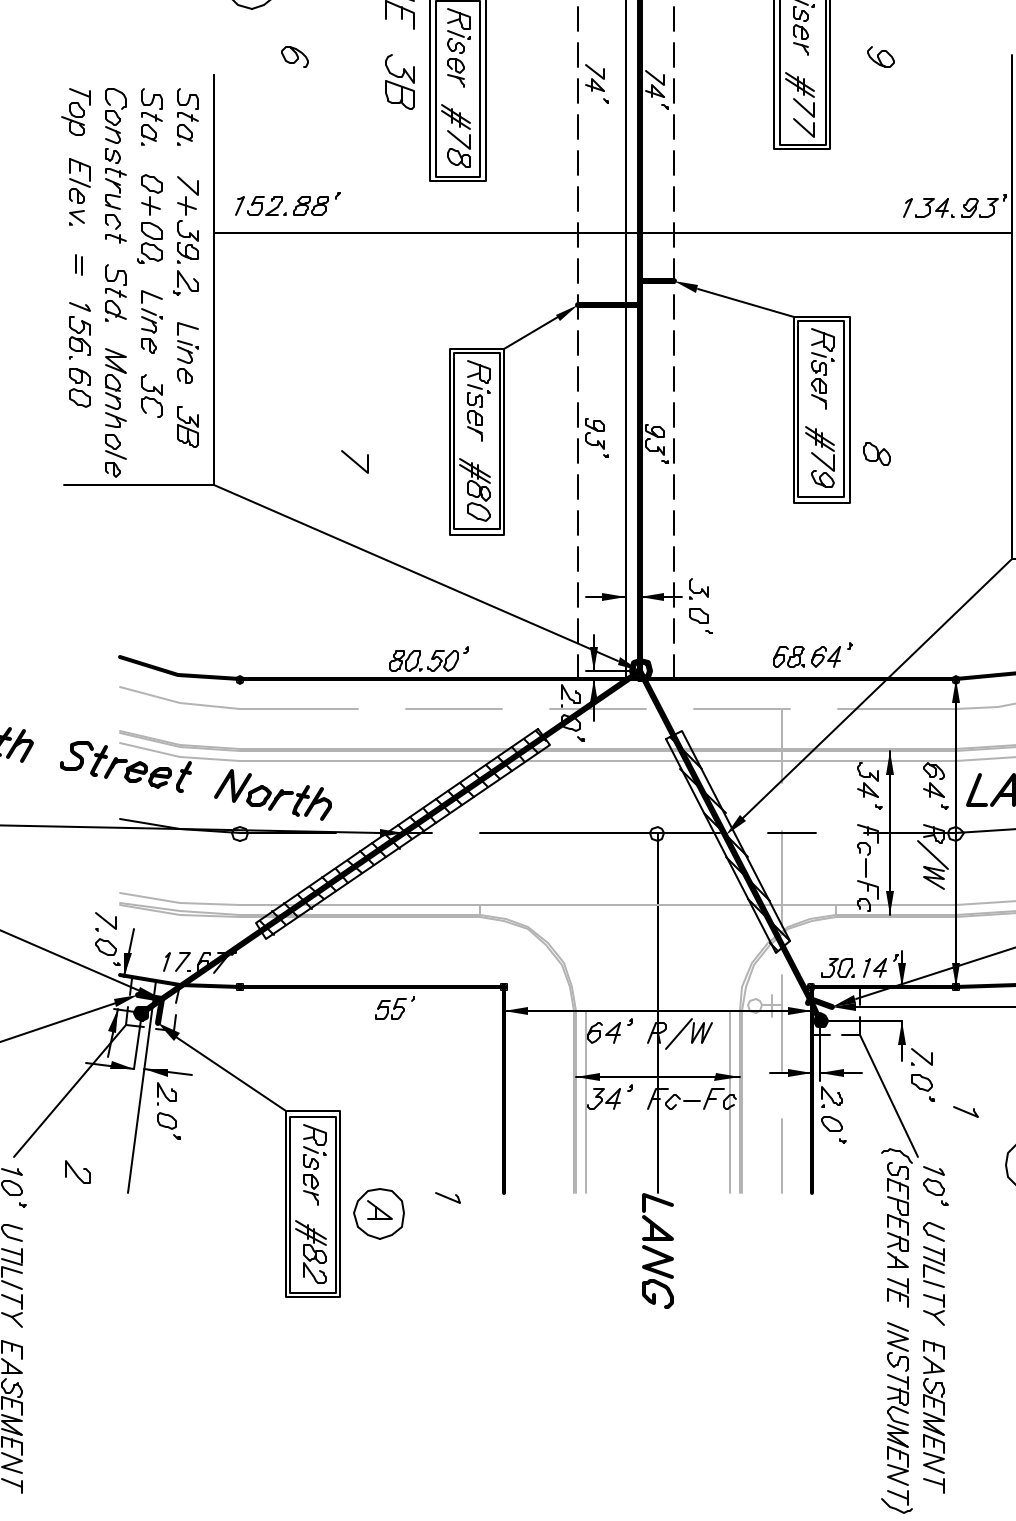 6
E 3B
Riser #78
iser #77
9
74'
74'
152.88'
134.93'
Sta. 7+39.2, Line 3B
Sta. 0+00, Line 3C
Construct Std. Manhole
Top Elev. = 156.60
Riser #80
Riser #79
93'
93'
7
8
3.0'
80.50'
68.64'
2.0'
th Street North
34' Fc-Fc
64' R/W
LA
7.0'
17.67'
55'
30.14'
64' R/W
34' Fc-Fc
7.0'
2.0'
2.0'
1
2
Riser #82
A
1
LANG
10' UTILITY EASEMENT
(SEPERATE INSTRUMENT)
10' UTILITY EASEMENT